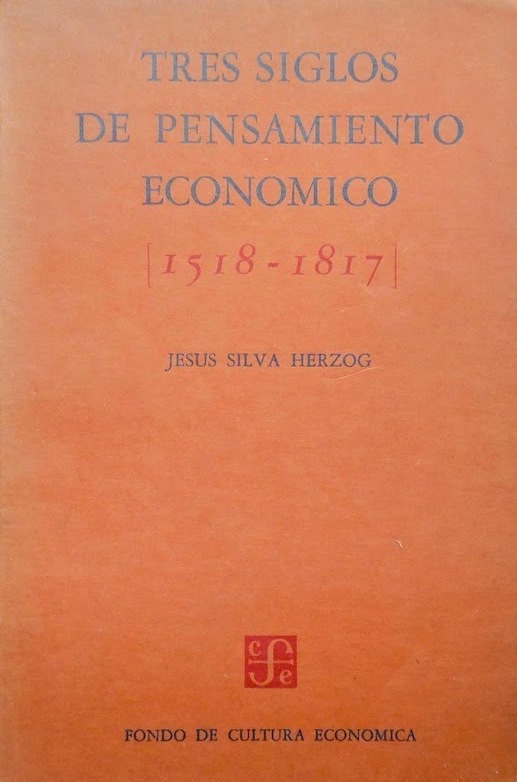 TRES SIGLOS
DE PENSAMIENTO
ECONOMICO
[1518-1817]
JESUS SILVA HERZOG
c f e
FONDO DE CULTURA ECONOMICA